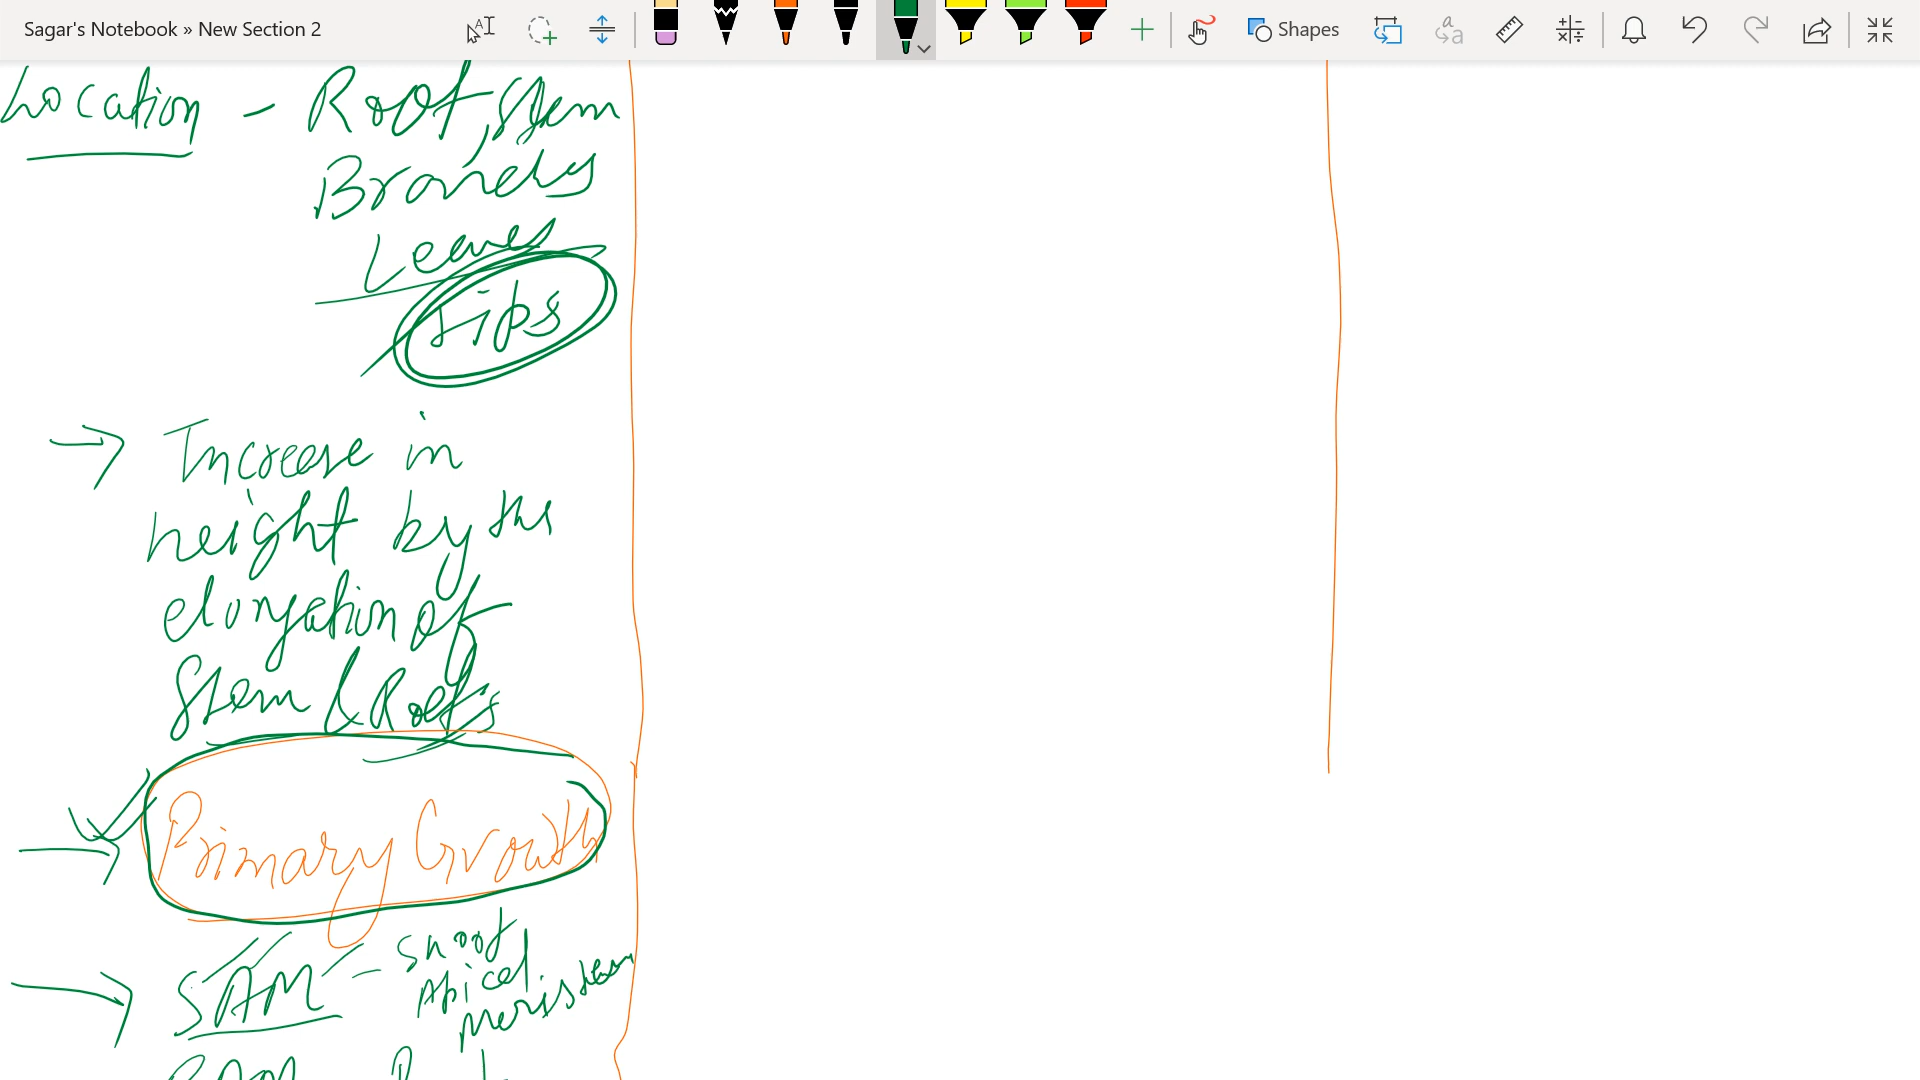 Sagar's Notebook » New Section 2
Shapes
Location - Root, Stem
Branches
Leaves
tips
→ Increase in
height by the
elongation of
Stem & Roots
→ Primary Growth
→ SAM - Shoot
Apical
meristem